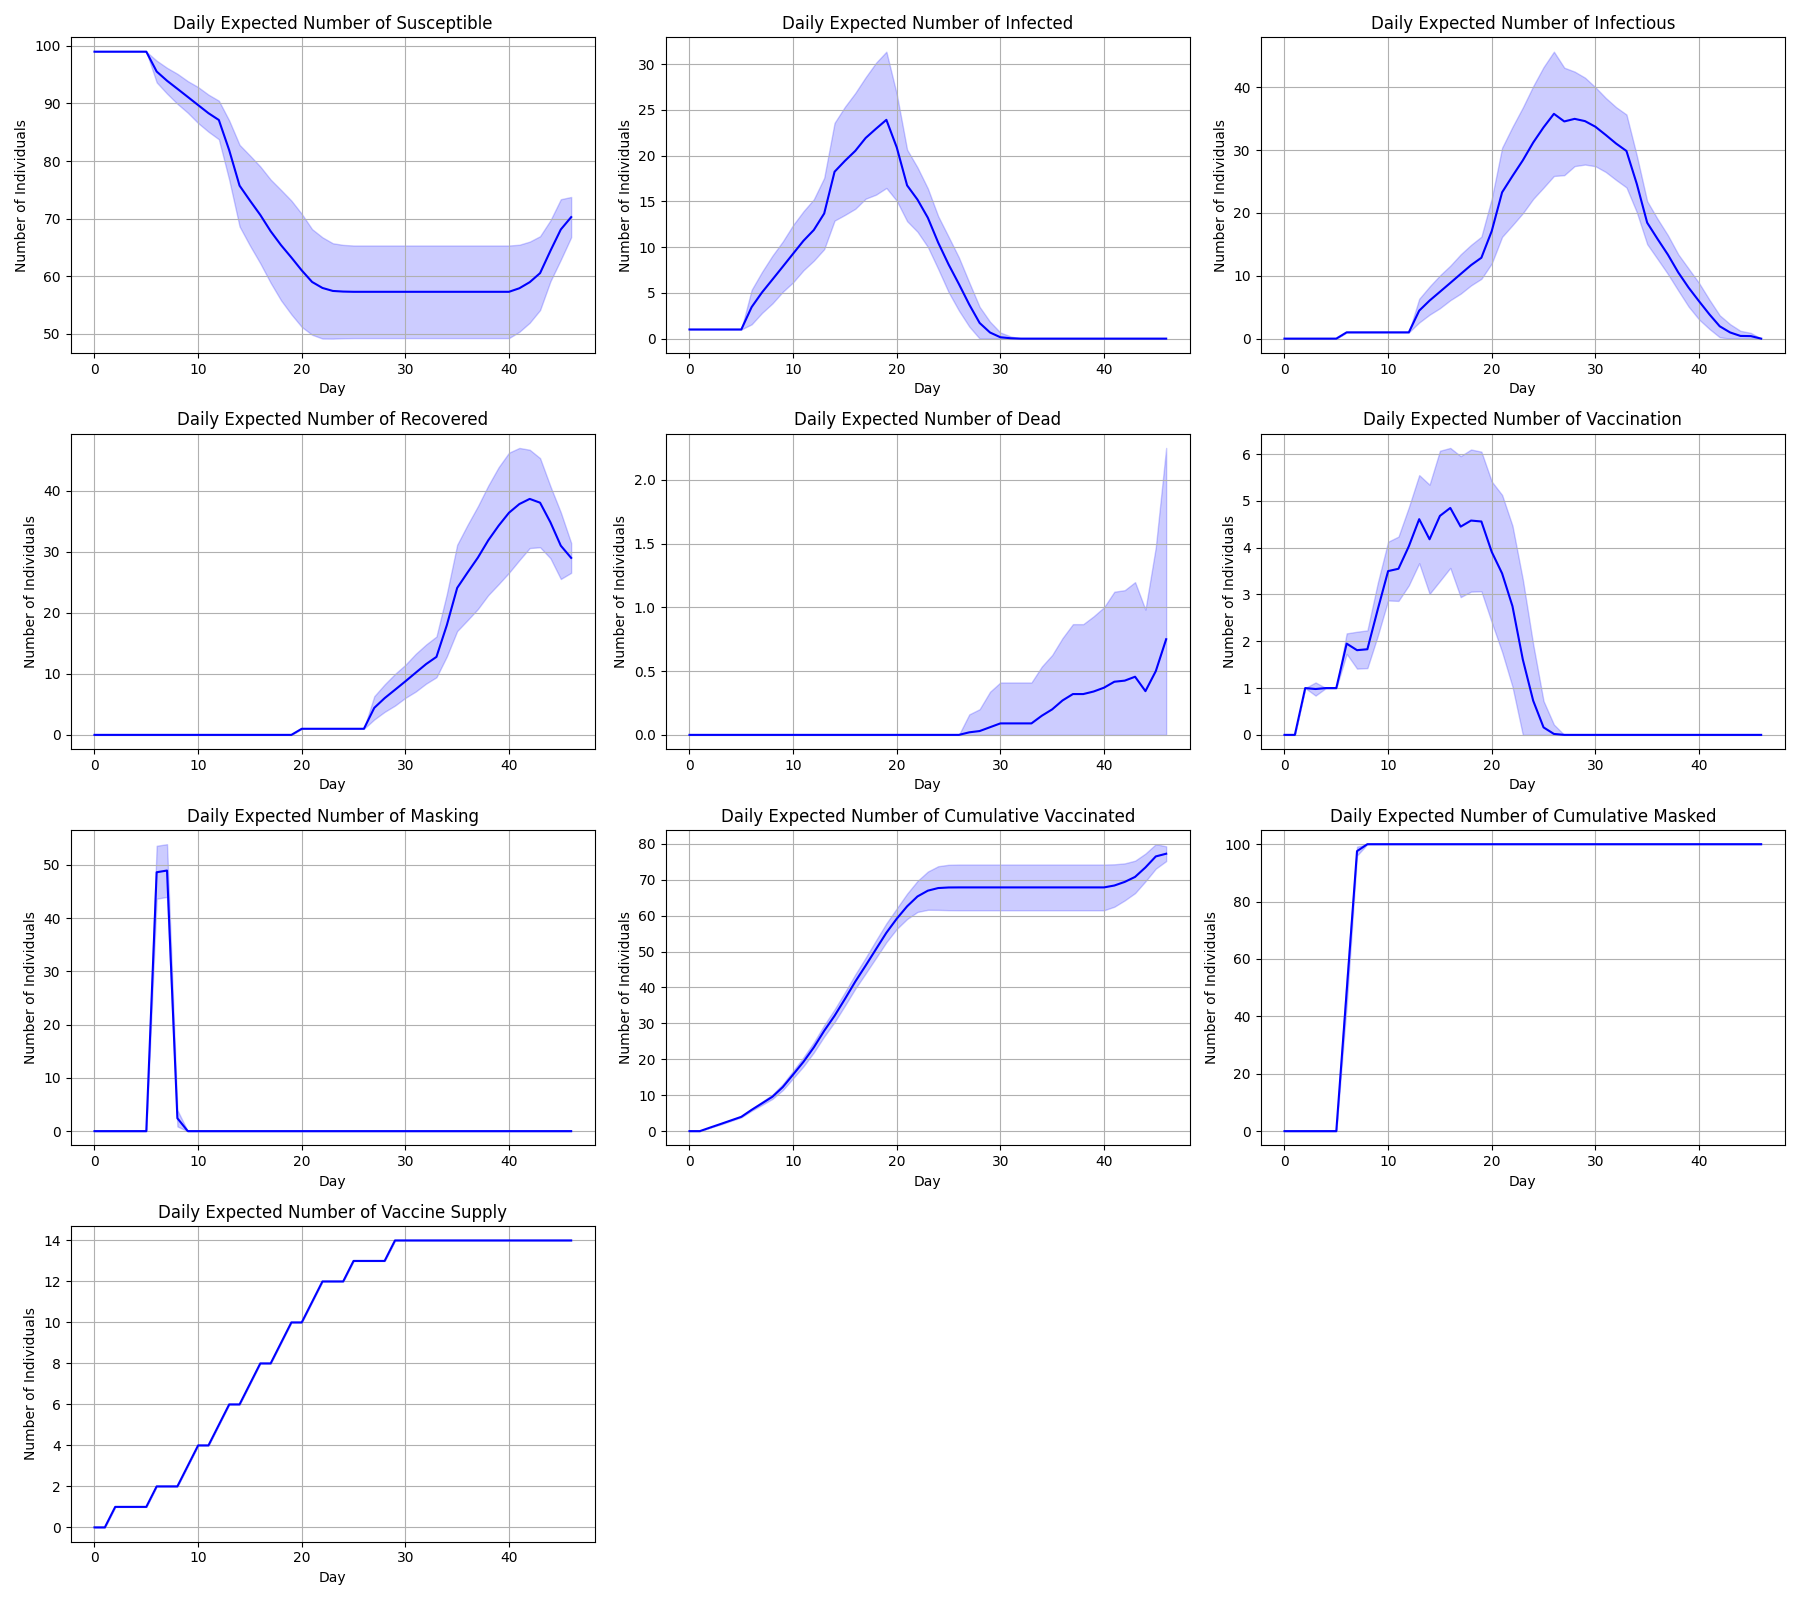 Daily Expected Number of Susceptible
Number of Individuals
100
90
80
70
60
50
0 10 20 30 40
Day
Daily Expected Number of Infected
Number of Individuals
30
25
20
15
10
5
0
0 10 20 30 40
Day
Daily Expected Number of Infectious
Number of Individuals
40
30
20
10
0
0 10 20 30 40
Day
Daily Expected Number of Recovered
Number of Individuals
40
30
20
10
0
0 10 20 30 40
Day
Daily Expected Number of Dead
Number of Individuals
2.0
1.5
1.0
0.5
0.0
0 10 20 30 40
Day
Daily Expected Number of Vaccination
Number of Individuals
6
5
4
3
2
1
0
0 10 20 30 40
Day
Daily Expected Number of Masking
Number of Individuals
50
40
30
20
10
0
0 10 20 30 40
Day
Daily Expected Number of Cumulative Vaccinated
Number of Individuals
80
70
60
50
40
30
20
10
0
0 10 20 30 40
Day
Daily Expected Number of Cumulative Masked
Number of Individuals
100
80
60
40
20
0
0 10 20 30 40
Day
Daily Expected Number of Vaccine Supply
Number of Individuals
14
12
10
8
6
4
2
0
0 10 20 30 40
Day